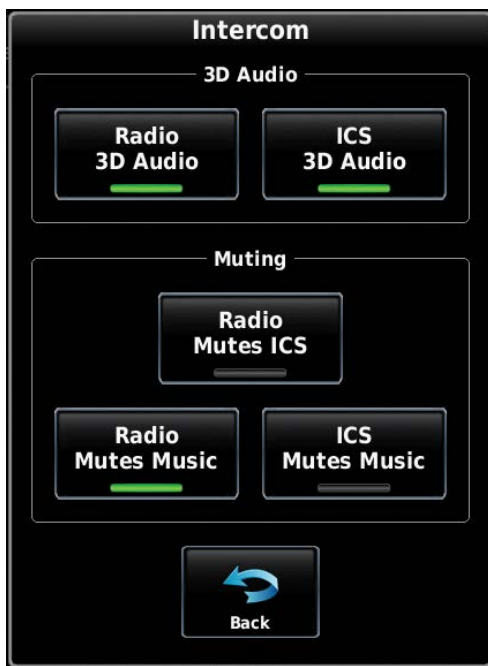 Intercom
3D Audio
Radio
3D Audio
ICS
3D Audio
Muting
Radio
Mutes ICS
Radio
Mutes Music
ICS
Mutes Music
Back